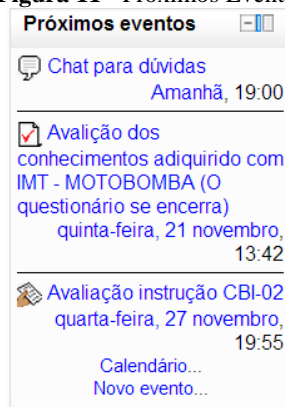 Figura 11 - Próximos Event
Próximos eventos
Chat para dúvidas
Amanhã, 19:00
Avalição dos
conhecimentos adiquirido com
IMT - MOTOBOMBA (O
questionário se encerra)
quinta-feira, 21 novembro,
13:42
Avaliação instrução CBI-02
quarta-feira, 27 novembro,
19:55
Calendário...
Novo evento...